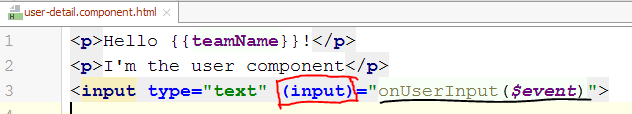 user-detail.component.html
1 <p>Hello {{teamName}}!</p>
2 <p>I'm the user component</p>
3 <input type="text" (input)="onUserInput($event)">